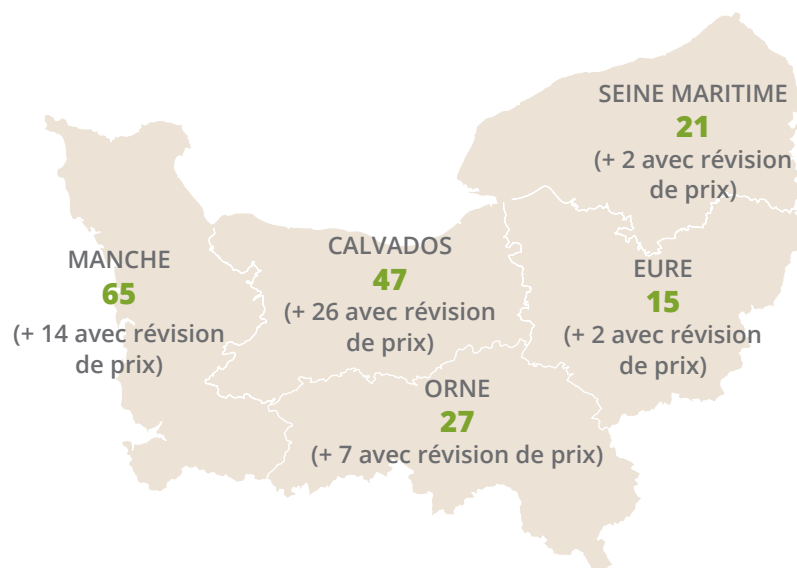 SEINE MARITIME
21
(+ 2 avec révision
de prix)
MANCHE
65
(+ 14 avec révision
de prix)
CALVADOS
47
(+ 26 avec révision
de prix)
EURE
15
(+ 2 avec révision
de prix)
ORNE
27
(+ 7 avec révision de prix)